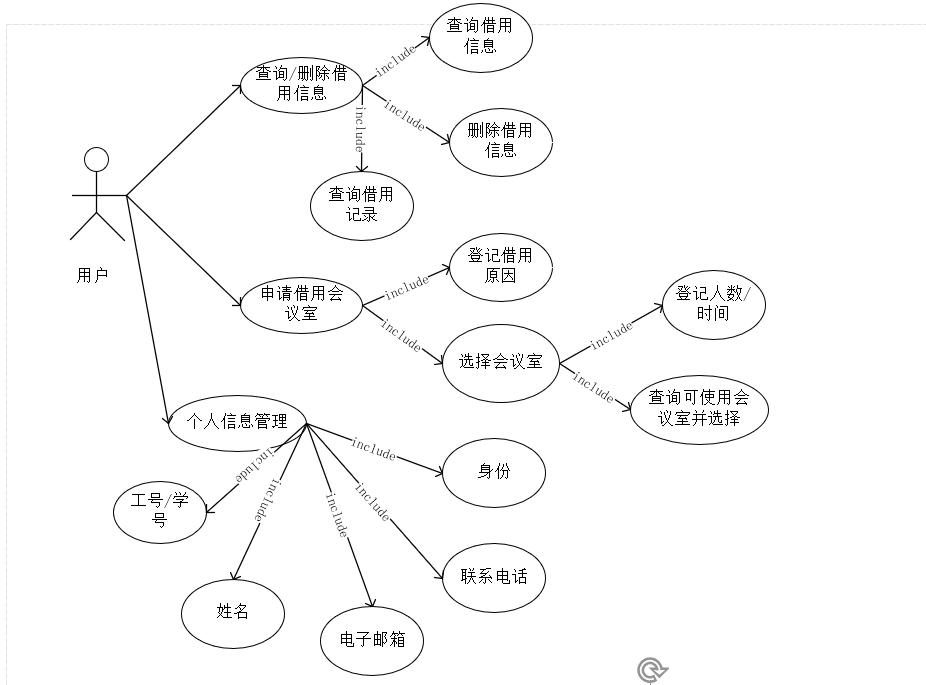 查询借用
信息
include
查询/删除借
用信息
include
include
删除借用
信息
查询借用
记录
用户
登记借用
原因
include
申请借用会
议室
include
选择会议室
include
登记人数/
时间
include
查询可使用会
议室并选择
个人信息管理
include
身份
include
工号/学
号
include
姓名
include
电子邮箱
include
联系电话